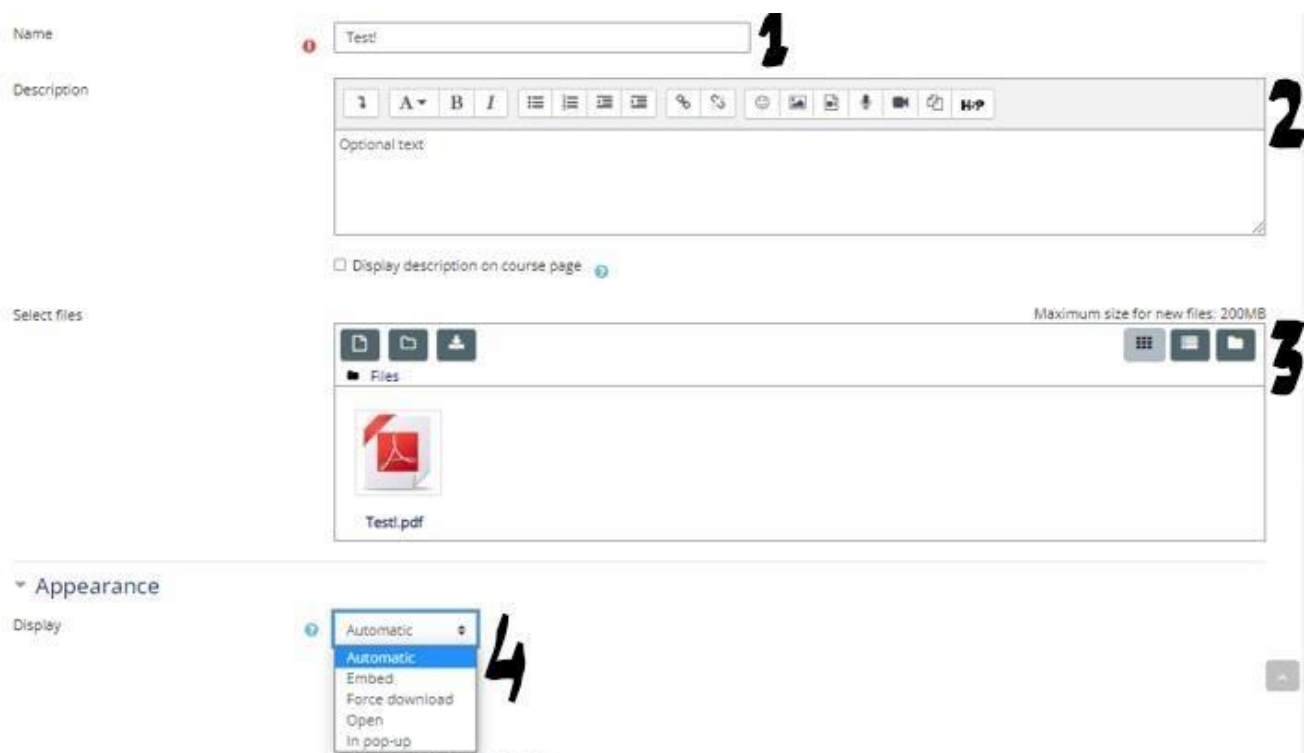 Name
Test!
1
Description
A B I H-P
2
Optional text
Display description on course page
Select files
Maximum size for new files: 200MB
3
Files
Test!.pdf
Appearance
Display
Automatic
4
Automatic
Embed
Force download
Open
In pop-up